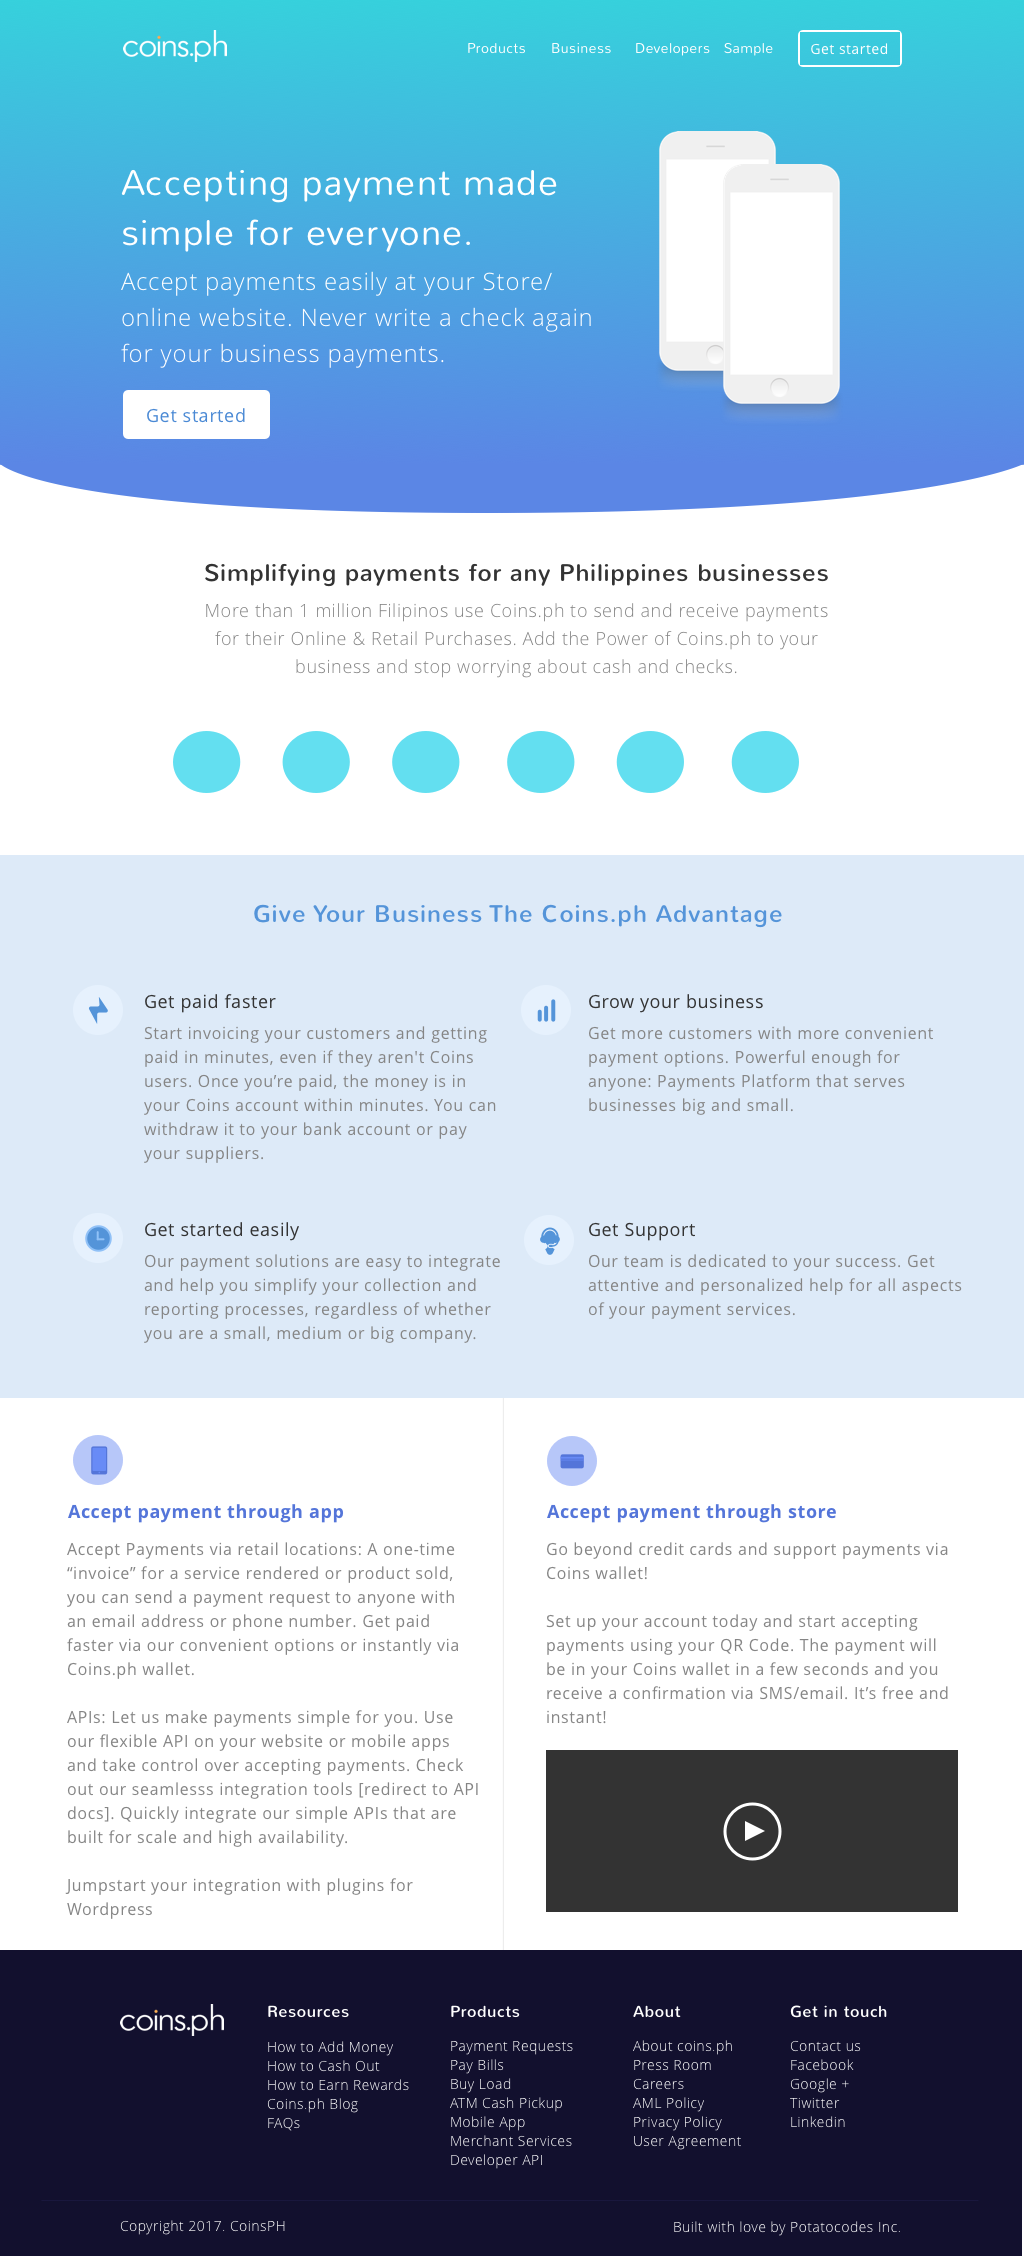 coins.ph
Products Business Developers Sample Get started
Accepting payment made
simple for everyone.
Accept payments easily at your Store/
online website. Never write a check again
for your business payments.
Get started
Simplifying payments for any Philippines businesses
More than 1 million Filipinos use Coins.ph to send and receive payments
for their Online & Retail Purchases. Add the Power of Coins.ph to your
business and stop worrying about cash and checks.
Give Your Business The Coins.ph Advantage
Get paid faster
Start invoicing your customers and getting
paid in minutes, even if they aren't Coins
users. Once you’re paid, the money is in
your Coins account within minutes. You can
withdraw it to your bank account or pay
your suppliers.
Grow your business
Get more customers with more convenient
payment options. Powerful enough for
anyone: Payments Platform that serves
businesses big and small.
Get started easily
Our payment solutions are easy to integrate
and help you simplify your collection and
reporting processes, regardless of whether
you are a small, medium or big company.
Get Support
Our team is dedicated to your success. Get
attentive and personalized help for all aspects
of your payment services.
Accept payment through app
Accept Payments via retail locations: A one-time
“invoice” for a service rendered or product sold,
you can send a payment request to anyone with
an email address or phone number. Get paid
faster via our convenient options or instantly via
Coins.ph wallet.
APIs: Let us make payments simple for you. Use
our flexible API on your website or mobile apps
and take control over accepting payments. Check
out our seamlesss integration tools [redirect to API
docs]. Quickly integrate our simple APIs that are
built for scale and high availability.
Jumpstart your integration with plugins for
Wordpress
Accept payment through store
Go beyond credit cards and support payments via
Coins wallet!
Set up your account today and start accepting
payments using your QR Code. The payment will
be in your Coins wallet in a few seconds and you
receive a confirmation via SMS/email. It’s free and
instant!
coins.ph
Resources
How to Add Money
How to Cash Out
How to Earn Rewards
Coins.ph Blog
FAQs
Products
Payment Requests
Pay Bills
Buy Load
ATM Cash Pickup
Mobile App
Merchant Services
Developer API
About
About coins.ph
Press Room
Careers
AML Policy
Privacy Policy
User Agreement
Get in touch
Contact us
Facebook
Google +
Tiwitter
Linkedin
Copyright 2017. CoinsPH
Built with love by Potatocodes Inc.